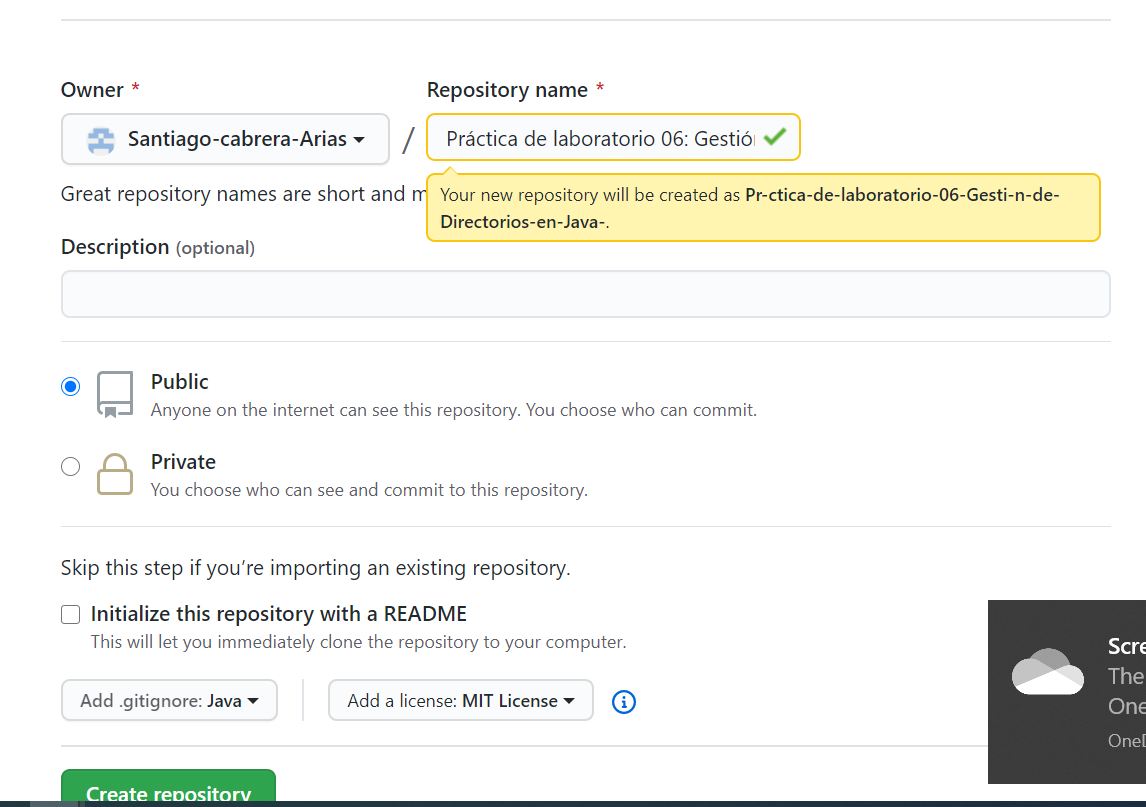 Owner *
Repository name *
Santiago-cabrera-Arias
/
Práctica de laboratorio 06: Gestió
Great repository names are short and m
Your new repository will be created as Pr-ctica-de-laboratorio-06-Gesti-n-de-
Directorios-en-Java-.
Description (optional)
Public
Anyone on the internet can see this repository. You choose who can commit.
Private
You choose who can see and commit to this repository.
Skip this step if you’re importing an existing repository.
Initialize this repository with a README
This will let you immediately clone the repository to your computer.
Scre
The
One
Add .gitignore: Java
Add a license: MIT License
OneD
Create repository